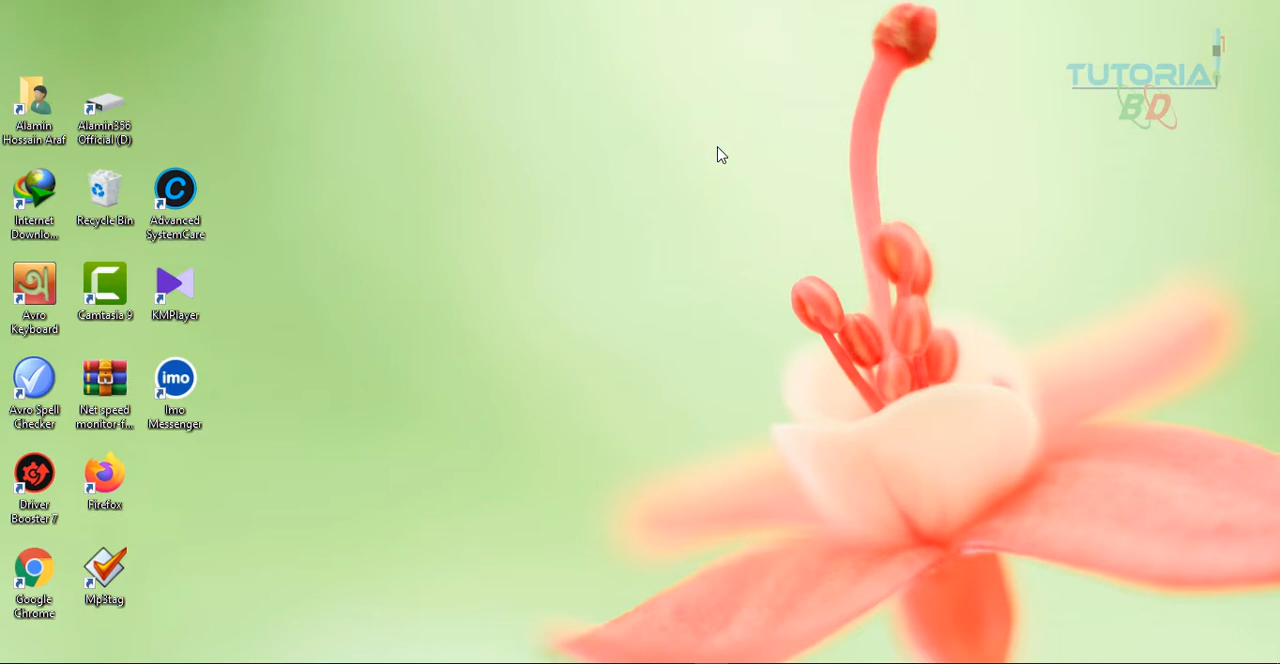 TUTORIAL
BD
Alamin
Hossain Araf
Alamin356
Official (D)
Internet
Downlo...
Recycle Bin
C
Advanced
SystemCare
অ
Avro
Keyboard
C
Camtasia 9
KMPlayer
Avro Spell
Checker
Net speed
monitor-f...
imo
Imo
Messenger
Driver
Booster 7
Firefox
Google
Chrome
Mp3tag